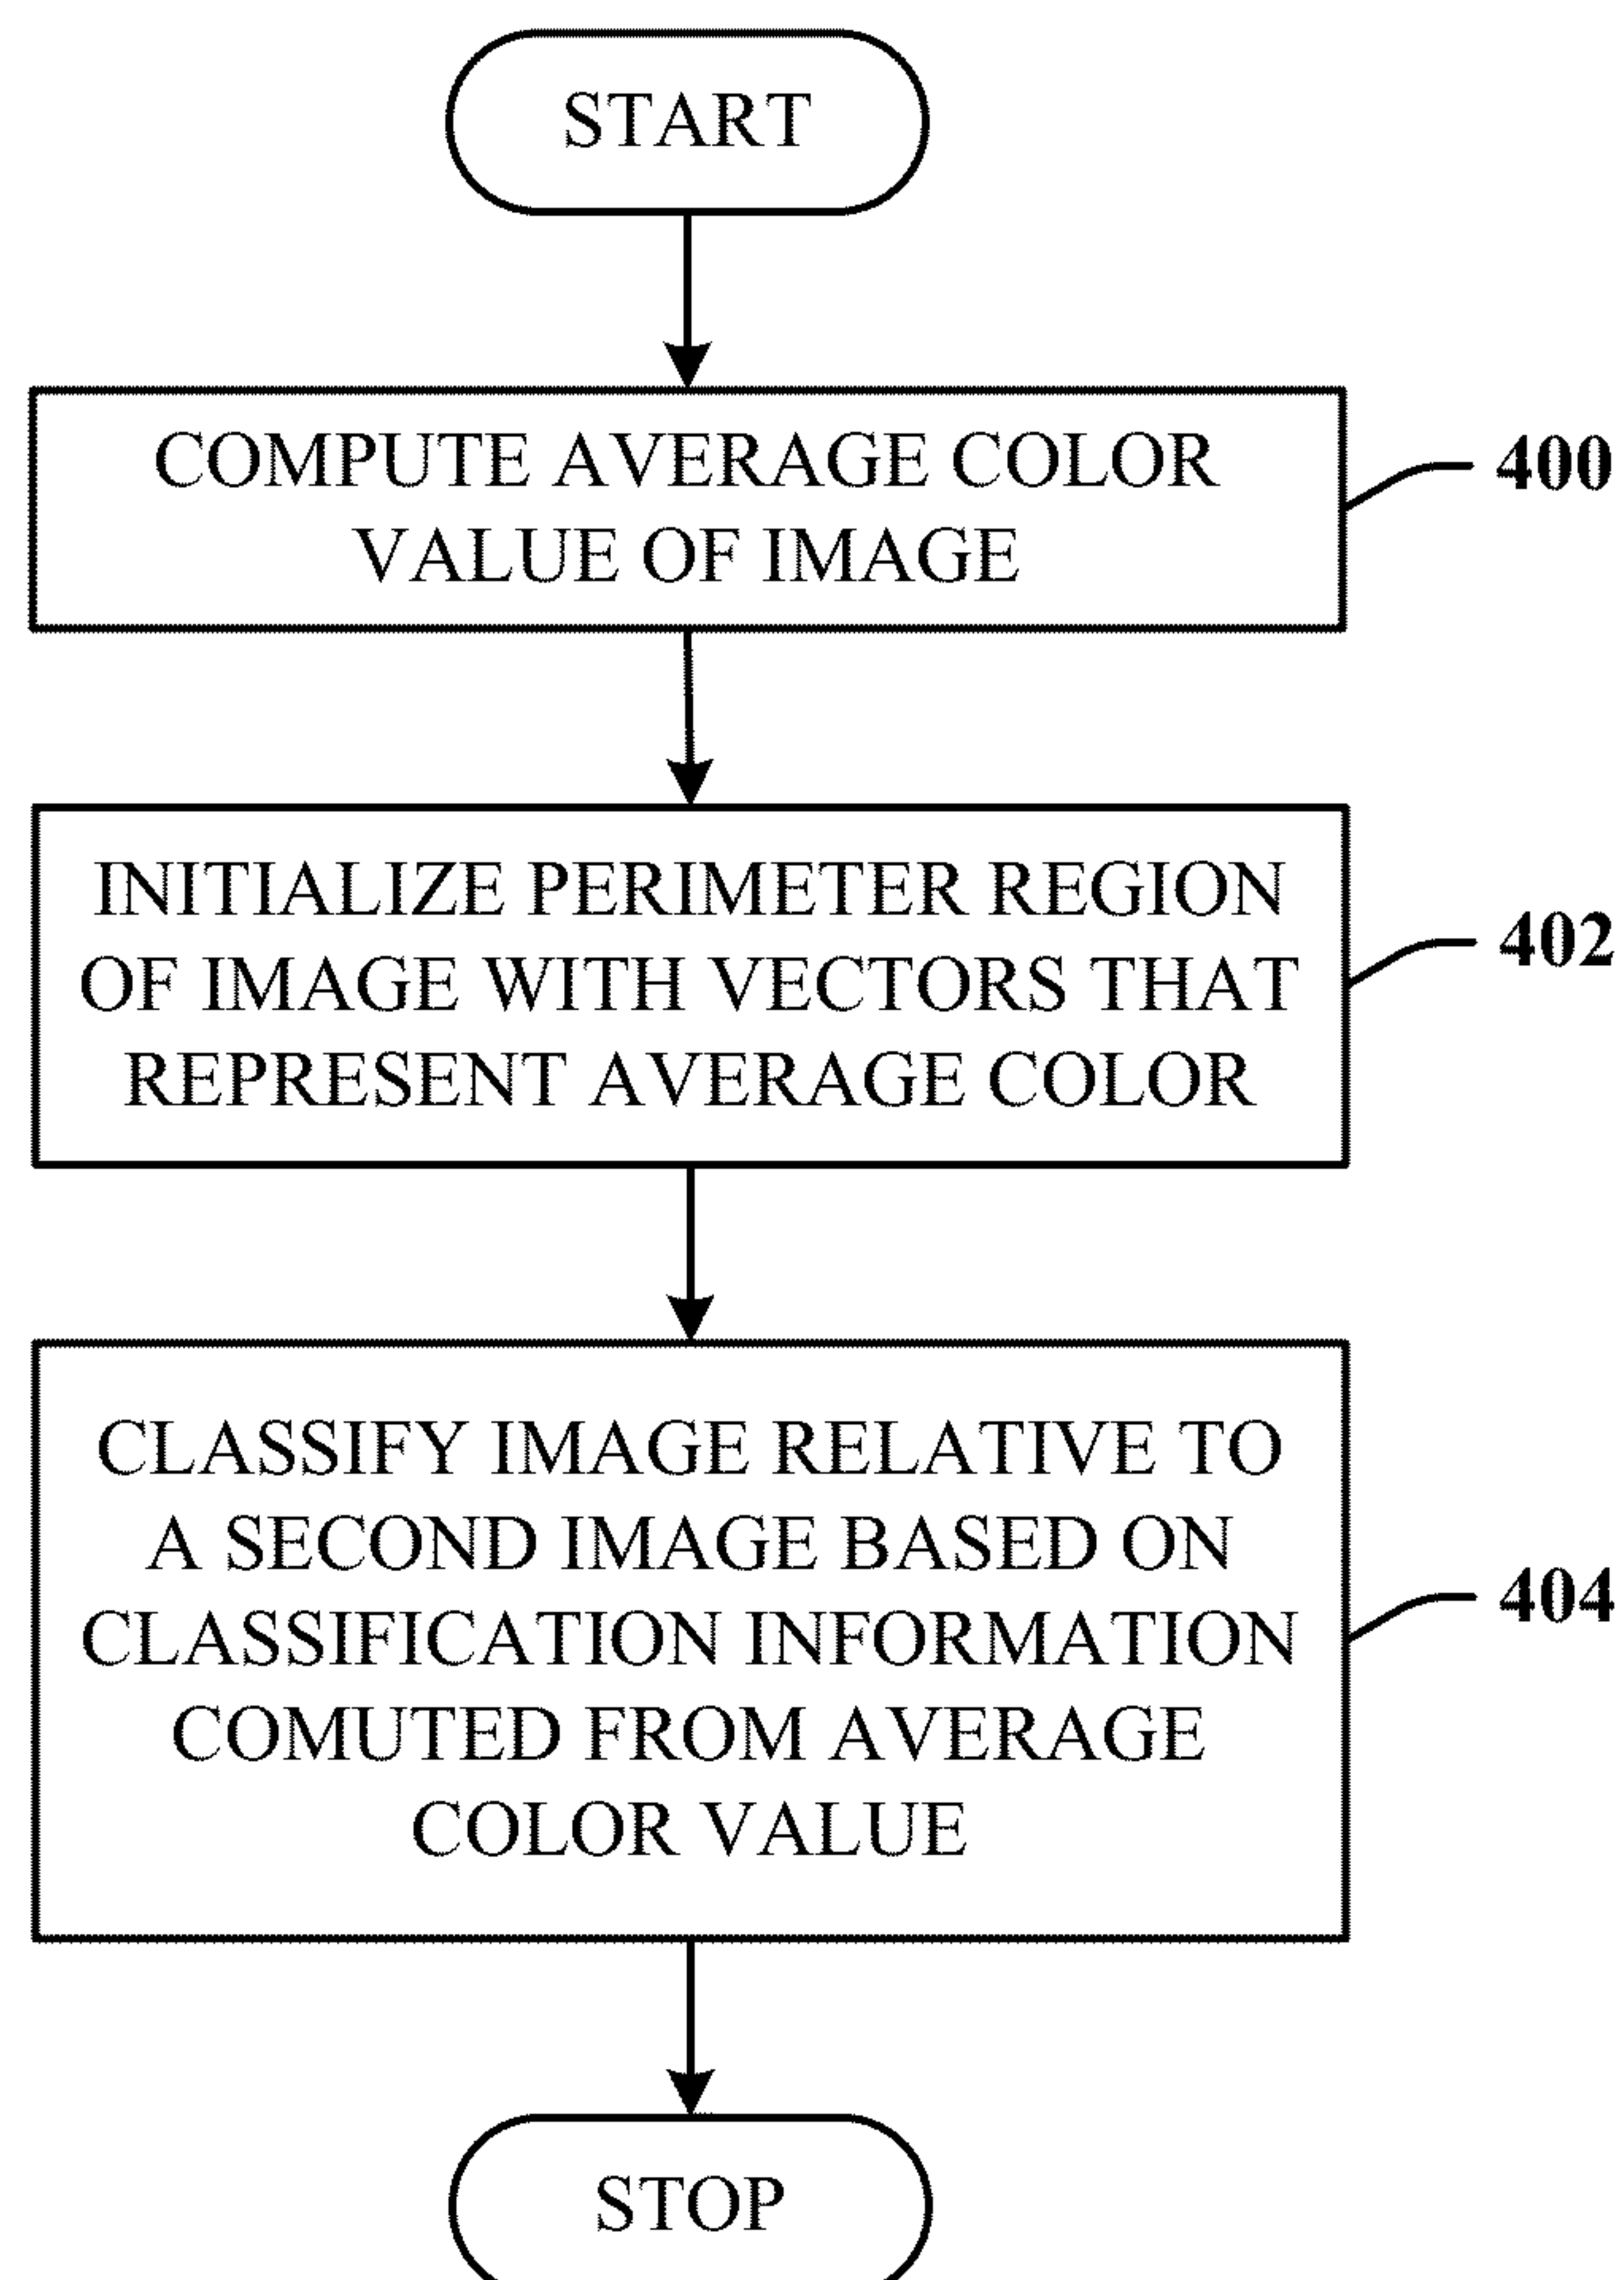 START
COMPUTE AVERAGE COLOR
VALUE OF IMAGE
400
INITIALIZE PERIMETER REGION
OF IMAGE WITH VECTORS THAT
REPRESENT AVERAGE COLOR
402
CLASSIFY IMAGE RELATIVE TO
A SECOND IMAGE BASED ON
CLASSIFICATION INFORMATION
COMUTED FROM AVERAGE
COLOR VALUE
404
STOP